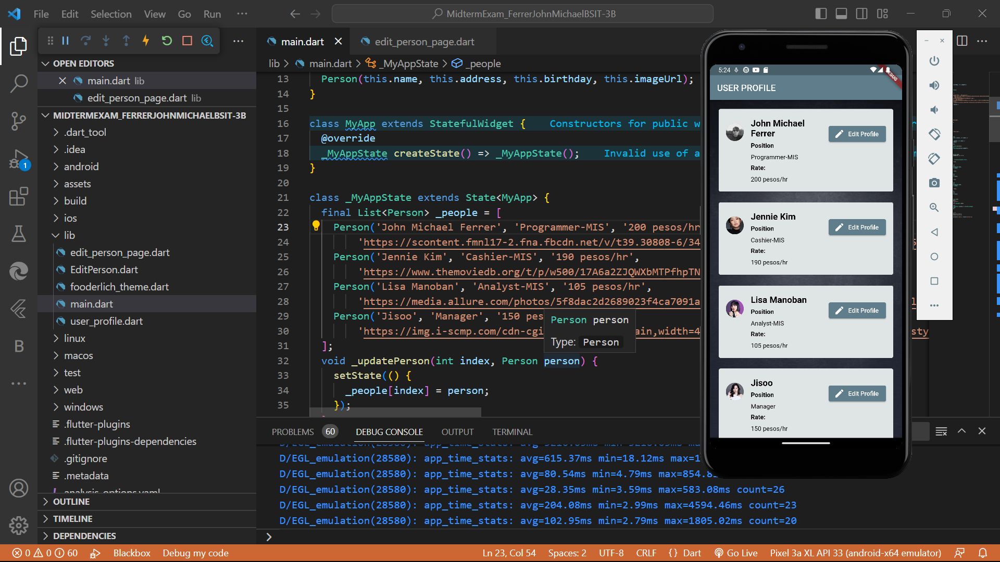 File Edit Selection View Go Run ···
MidtermExam_FerrerJohnMichaelBSIT-3B
main.dart
edit_person_page.dart
lib > main.dart > _MyAppState > _people
OPEN EDITORS
main.dart lib
edit_person_page.dart lib
MIDTERMEXAM_FERRERJOHNMICHAELBSIT-3B
.dart_tool
.idea
android
assets
build
ios
lib
edit_person_page.dart
EditPerson.dart
fooderlich_theme.dart
main.dart
user_profile.dart
linux
macos
test
web
windows
.flutter-plugins
.flutter-plugins-dependencies
.gitignore
.metadata
analysis_options.yaml
OUTLINE
TIMELINE
DEPENDENCIES
1
B
13 Person(this.name, this.address, this.birthday, this.imageUrl);
14 }
15
16 class MyApp extends StatefulWidget { Constructors for public w
17 @override
18 _MyAppState createState() => _MyAppState(); Invalid use of a
19 }
20
21 class _MyAppState extends State<MyApp> {
22 final List<Person> _people = [
23 Person('John Michael Ferrer', 'Programmer-MIS', '200 pesos/hr
24 'https://scontent.fmnl17-2.fna.fbcdn.net/v/t39.30808-6/34
25 Person('Jennie Kim', 'Cashier-MIS', '190 pesos/hr',
26 'https://www.themoviedb.org/t/p/w500/17A6a2ZJQWXbMTPfhpTN
27 Person('Lisa Manoban', 'Analyst-MIS', '105 pesos/hr',
28 'https://media.allure.com/photos/5f8dac2d2689023f4ca7091a
29 Person('Jisoo', 'Manager', '150 pes
30 'https://img.i-scmp.com/cdn-cgi ain,width=4 sty
31 ];
32 void _updatePerson(int index, Person person) {
33 setState(() {
34 _people[index] = person;
35 });
Person person
Type: Person
PROBLEMS 60 DEBUG CONSOLE OUTPUT TERMINAL
D/EGL_emulation(28580): app_time_stats: avg=615.37ms min=18.12ms max=1
D/EGL_emulation(28580): app_time_stats: avg=80.54ms min=4.79ms max=854.8
D/EGL_emulation(28580): app_time_stats: avg=28.35ms min=3.59ms max=583.08ms count=26
D/EGL_emulation(28580): app_time_stats: avg=204.08ms min=2.99ms max=4594.46ms count=23
D/EGL_emulation(28580): app_time_stats: avg=102.95ms min=2.79ms max=1805.02ms count=20
>
5:24
DEBUG
USER PROFILE
John Michael
Ferrer
Position
Programmer-MIS
Rate:
200 pesos/hr
Edit Profile
Jennie Kim
Position
Cashier-MIS
Rate:
190 pesos/hr
Edit Profile
Lisa Manoban
Position
Analyst-MIS
Rate:
105 pesos/hr
Edit Profile
Jisoo
Position
Manager
Rate:
150 pesos/hr
Edit Profile
0 0 60 Blackbox Debug my code Ln 23, Col 54 Spaces: 2 UTF-8 CRLF {} Dart Go Live Pixel 3a XL API 33 (android-x64 emulator)